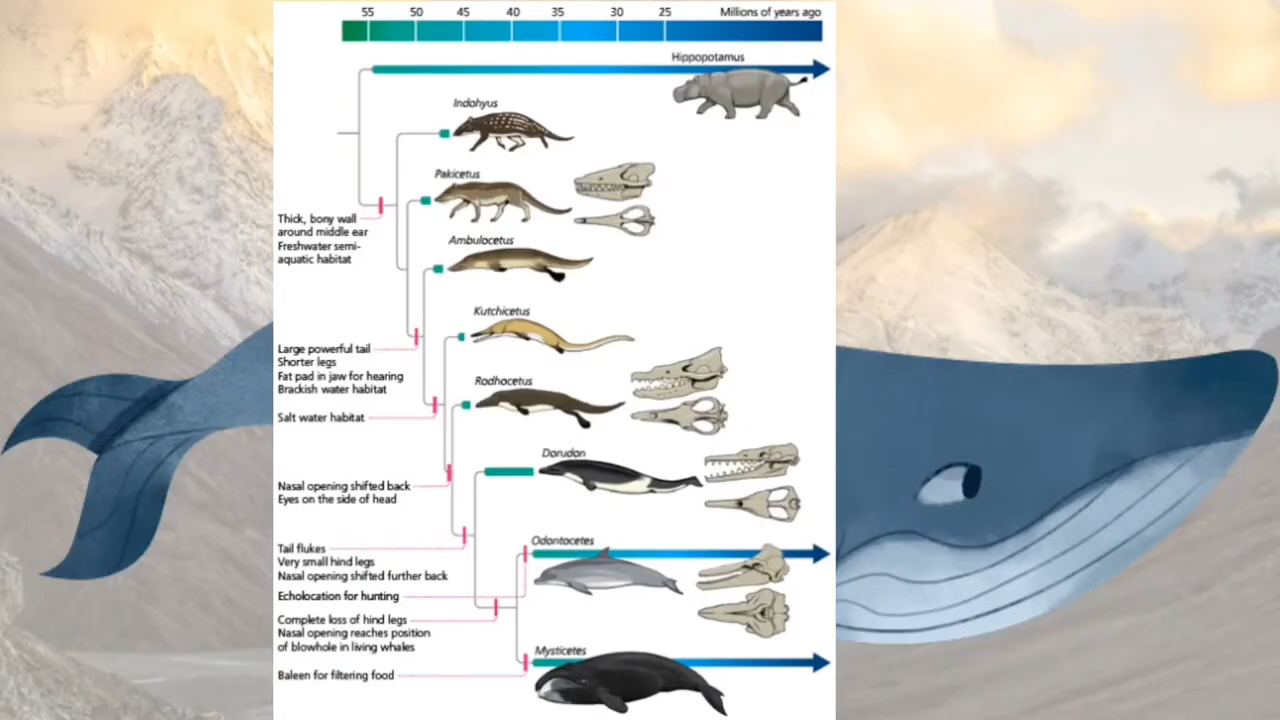 55 50 45 40 35 30 25 Millions of years ago
Hippopotamus
Indohyus
Pakicetus
Thick, bony wall
around middle ear
Freshwater semi-
aquatic habitat
Ambulocetus
Kutchicetus
Large powerful tail
Shorter legs
Fat pad in jaw for hearing
Brackish water habitat
Rodhocetus
Salt water habitat
Dorudon
Nasal opening shifted back
Eyes on the side of head
Odontocetes
Tail flukes
Very small hind legs
Nasal opening shifted further back
Echolocation for hunting
Complete loss of hind legs
Nasal opening reaches position
of blowhole in living whales
Mysticetes
Baleen for filtering food